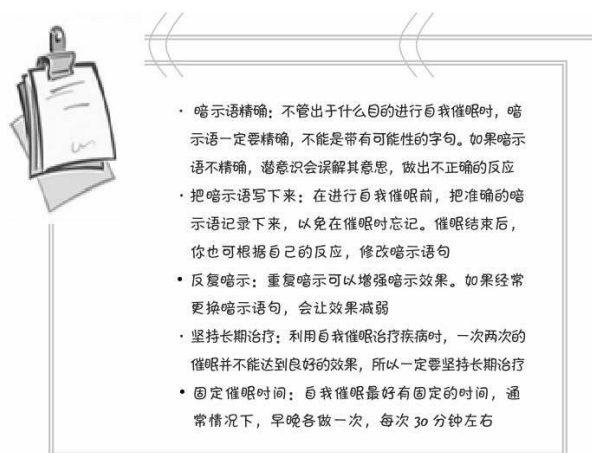 · 暗示语精确：不管出于什么目的进行自我催眠时，暗
示语一定要精确，不能是带有可能性的字句。如果暗示
语不精确，潜意识会误解其意思，做出不正确的反应
· 把暗示语写下来：在进行自我催眠前，把准确的暗
示语记录下来，以免在催眠时忘记。催眠结束后，
你也可根据自己的反应，修改暗示语句
• 反复暗示：重复暗示可以增强暗示效果。如果经常
更换暗示语句，会让效果减弱
· 坚持长期治疗：利用自我催眠治疗疾病时，一次两次的
催眠并不能达到良好的效果，所以一定要坚持长期治疗
• 固定催眠时间：自我催眠最好有固定的时间，通
常情况下，早晚各做一次，每次 30 分钟左右